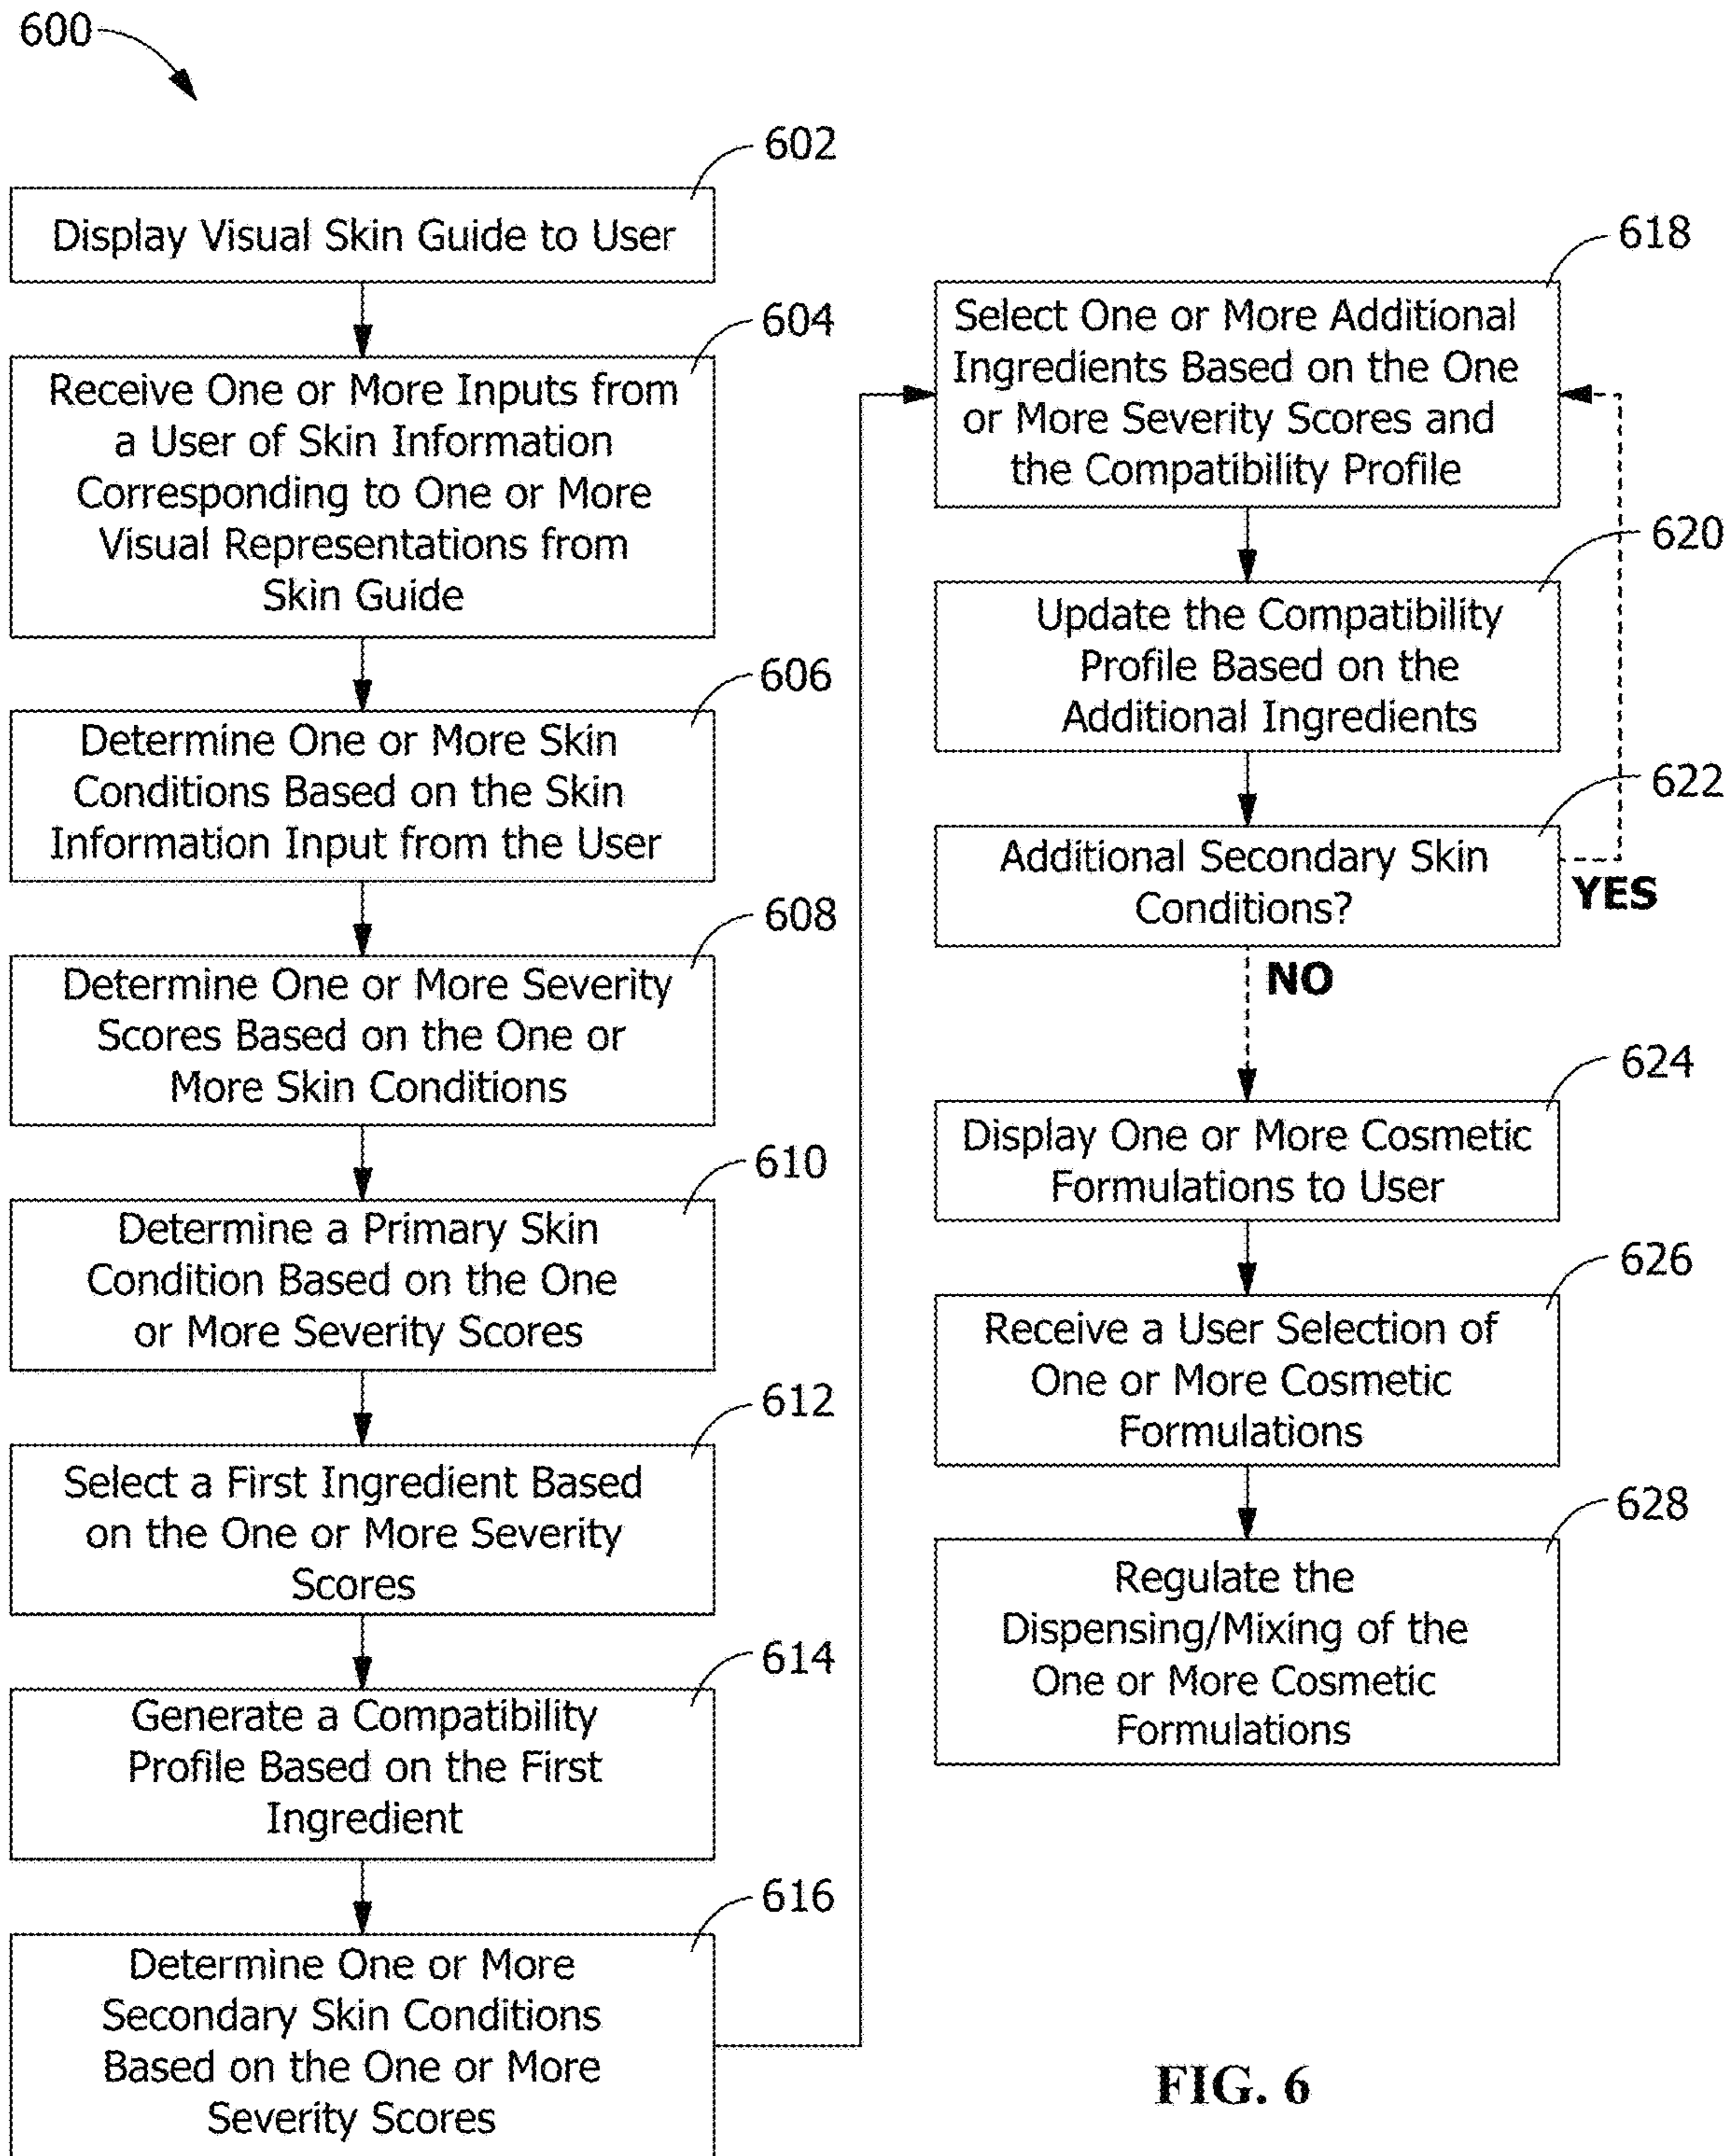 600
602
Display Visual Skin Guide to User
604
Receive One or More Inputs from
a User of Skin Information
Corresponding to One or More
Visual Representations from
Skin Guide
606
Determine One or More Skin
Conditions Based on the Skin
Information Input from the User
608
Determine One or More Severity
Scores Based on the One or
More Skin Conditions
610
Determine a Primary Skin
Condition Based on the One
or More Severity Scores
612
Select a First Ingredient Based
on the One or More Severity
Scores
614
Generate a Compatibility
Profile Based on the First
Ingredient
616
Determine One or More
Secondary Skin Conditions
Based on the One or More
Severity Scores
618
Select One or More Additional
Ingredients Based on the One
or More Severity Scores and
the Compatibility Profile
620
Update the Compatibility
Profile Based on the
Additional Ingredients
622
Additional Secondary Skin
Conditions?
YES
NO
624
Display One or More Cosmetic
Formulations to User
626
Receive a User Selection of
One or More Cosmetic
Formulations
628
Regulate the
Dispensing/Mixing of the
One or More Cosmetic
Formulations
FIG. 6